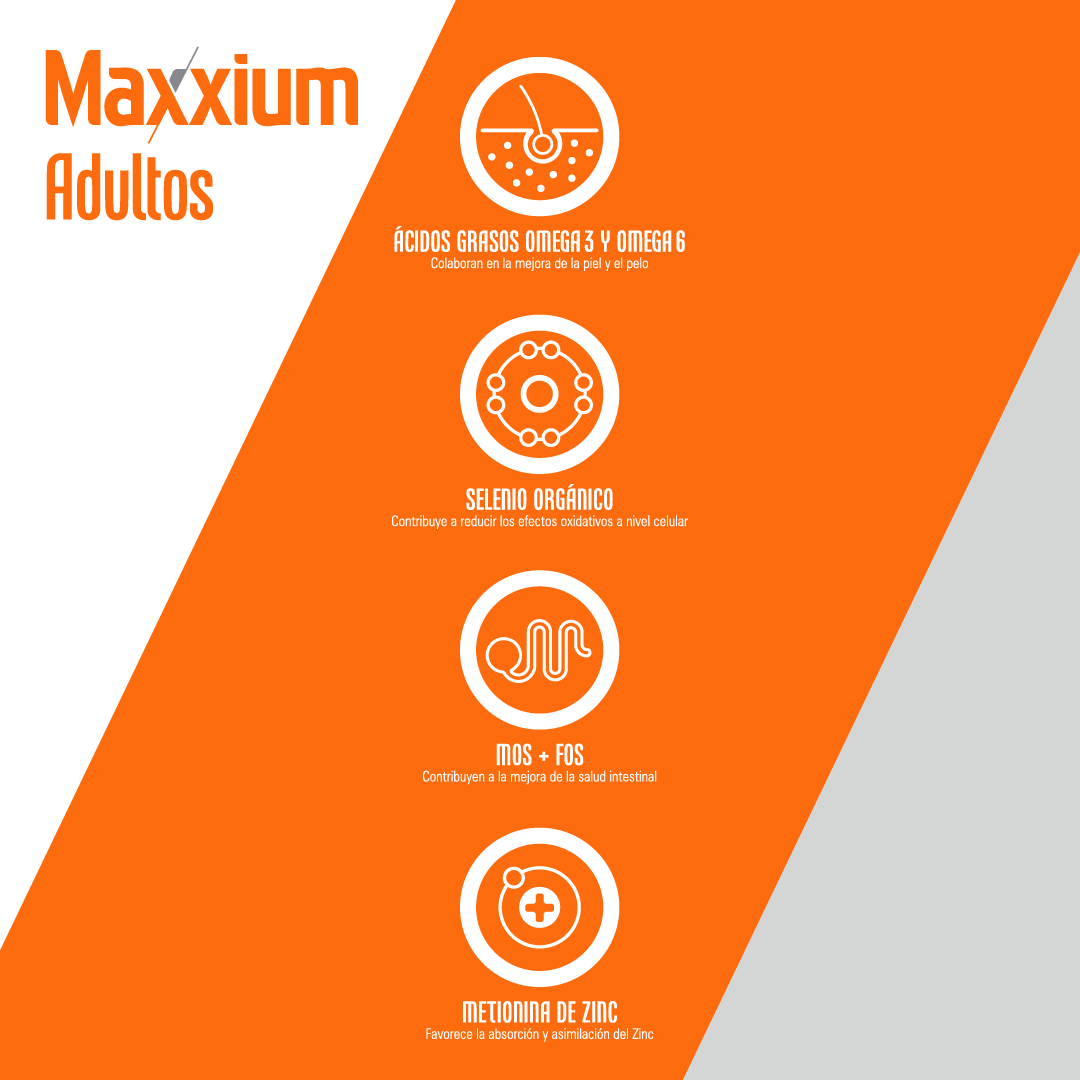 Maxxium
Adultos
ÁCIDOS GRASOS OMEGA 3 Y OMEGA 6
Colaboran en la mejora de la piel y el pelo
SELENIO ORGÁNICO
Contribuye a reducir los efectos oxidativos a nivel celular
MOS + FOS
Contribuyen a la mejora de la salud intestinal
METIONINA DE ZINC
Favorece la absorción y asimilación del Zinc